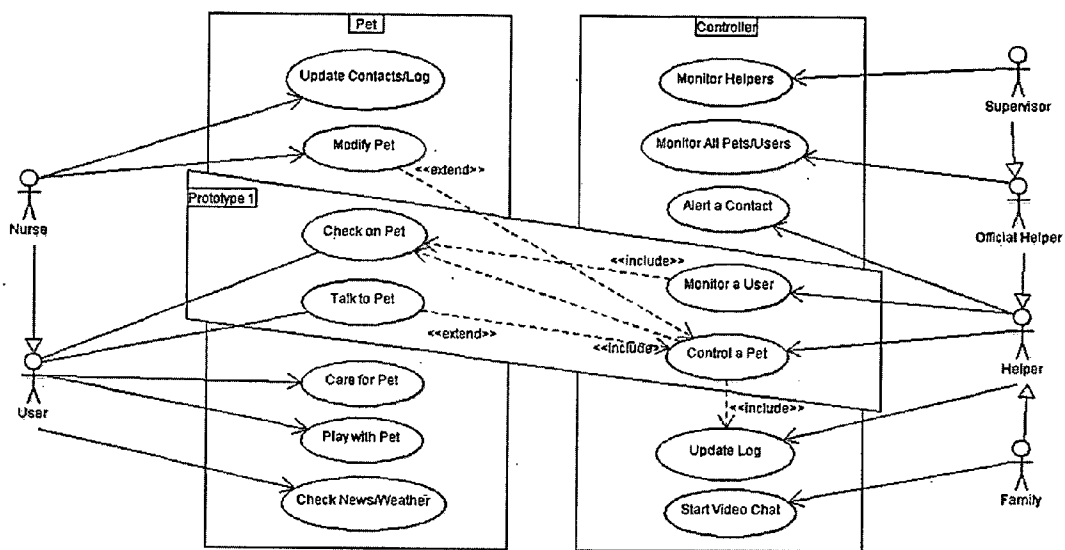 Pet
Controller
Update Contacts/Log
Monitor Helpers
Supervisor
Modify Pet
Monitor All Pets/Users
<<extend>>
Prototype 1
Nurse
Check on Pet
Alert a Contact
Official Helper
<<include>>
Monitor a User
Talk to Pet
<<extend>>
<<include>>
Control a Pet
Helper
User
Care for Pet
<<include>>
Play with Pet
Update Log
Check News/Weather
Start Video Chat
Family